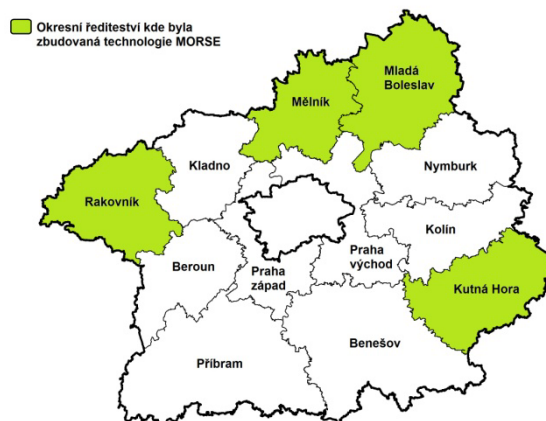 Okresní řediteství kde byla
zbudovaná technologie MORSE
Mladá
Boleslav
Mělník
Kladno
Nymburk
Rakovník
Kolín
Praha
východ
Beroun
Praha
západ
Kutná Hora
Benešov
Příbram